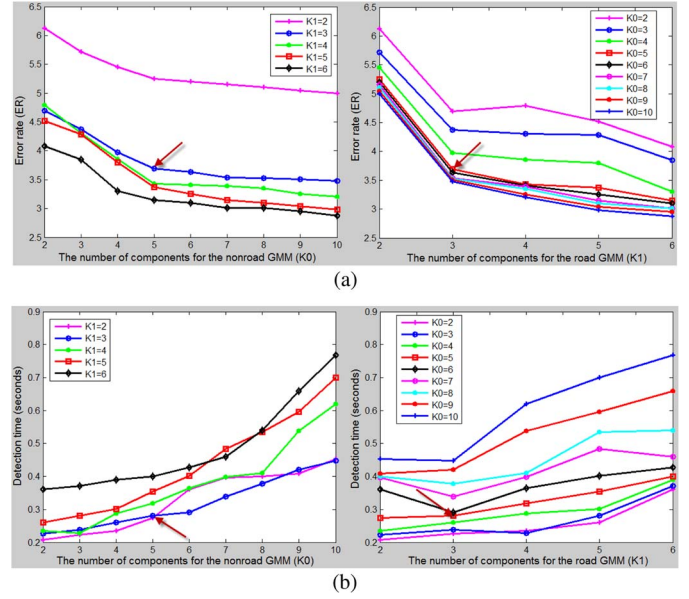 6.5
6
5.5
5
4.5
4
3.5
3
2.5
Error rate (ER)
2 3 4 5 6 7 8 9 10
The number of components for the nonroad GMM (K0)
K1=2
K1=3
K1=4
K1=5
K1=6
6.5
6
5.5
5
4.5
4
3.5
3
2.5
Error rate (ER)
2 3 4 5 6
The number of components for the road GMM (K1)
K0=2
K0=3
K0=4
K0=5
K0=6
K0=7
K0=8
K0=9
K0=10
(a)
0.9
0.8
0.7
0.6
0.5
0.4
0.3
0.2
Detection time (seconds)
2 3 4 5 6 7 8 9 10
The number of components for the nonroad GMM (K0)
K1=2
K1=3
K1=4
K1=5
K1=6
0.9
0.8
0.7
0.6
0.5
0.4
0.3
0.2
Detection time (seconds)
2 3 4 5 6
The number of components for the road GMM (K1)
K0=2
K0=3
K0=4
K0=5
K0=6
K0=7
K0=8
K0=9
K0=10
(b)